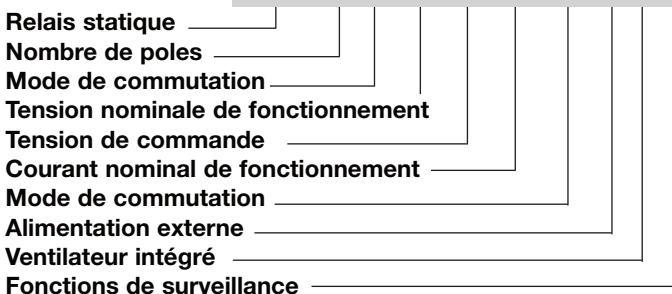 Relais statique
Nombre de poles
Mode de commutation
Tension nominale de fonctionnement
Tension de commande
Courant nominal de fonctionnement
Mode de commutation
Alimentation externe
Ventilateur intégré
Fonctions de surveillance